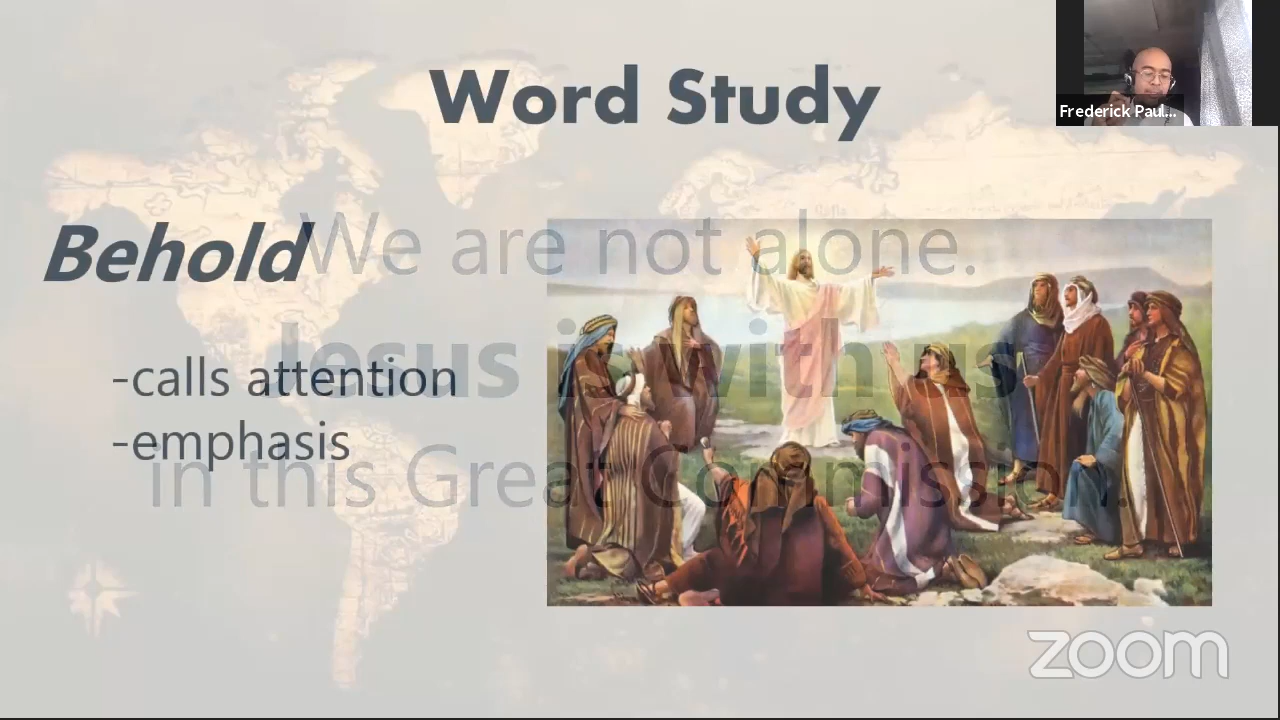 Word Study
Frederick Paul...
Behold
We are not alone.
-calls attention
Jesus is with us
-emphasis
in this Great Commission.
zoom